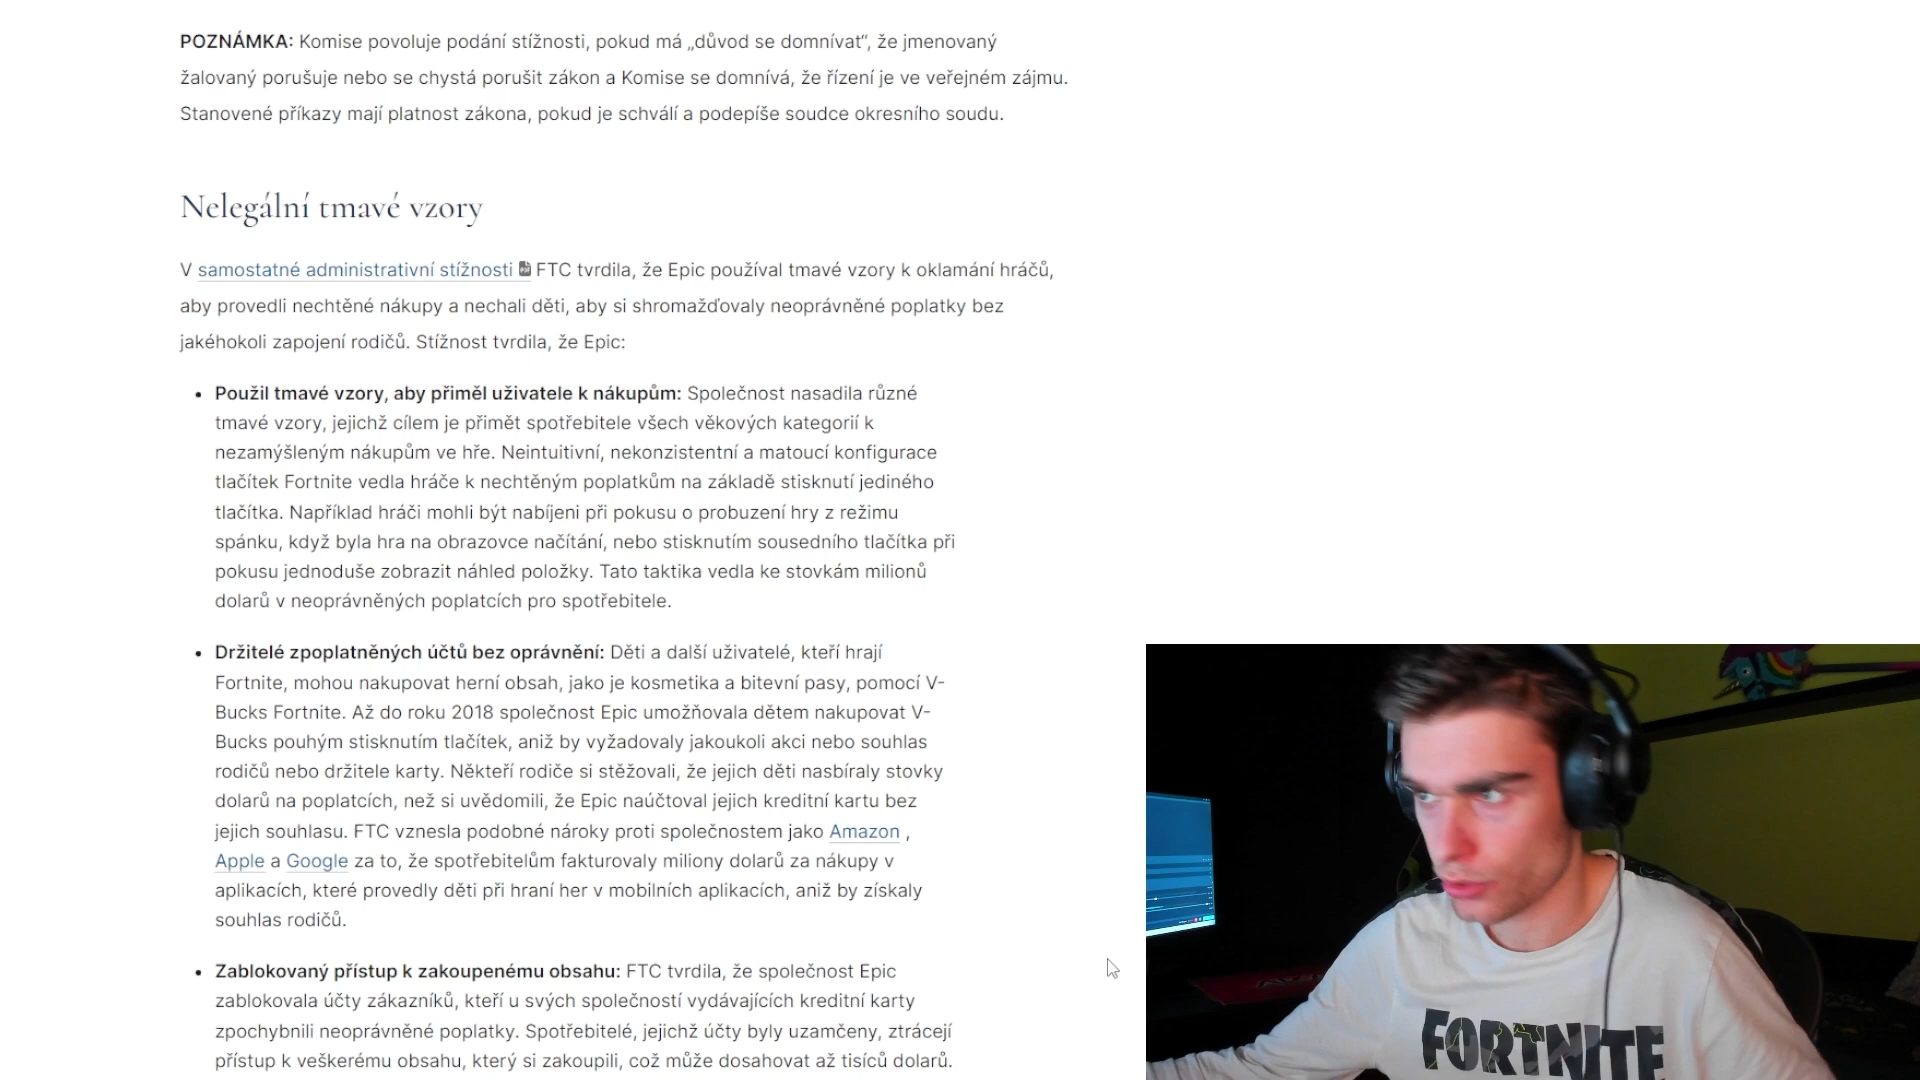 POZNÁMKA: Komise povoluje podání stížnosti, pokud má „důvod se domnívat“, že jmenovaný
žalovaný porušuje nebo se chystá porušit zákon a Komise se domnívá, že řízení je ve veřejném zájmu.
Stanovené příkazy mají platnost zákona, pokud je schválí a podepíše soudce okresního soudu.
Nelegální tmavé vzory
V samostatné administrativní stížnosti FTC tvrdila, že Epic používal tmavé vzory k oklamání hráčů,
aby provedli nechtěné nákupy a nechali děti, aby si shromažďovaly neoprávněné poplatky bez
jakéhokoli zapojení rodičů. Stížnost tvrdila, že Epic:
• Použil tmavé vzory, aby přiměl uživatele k nákupům: Společnost nasadila různé
tmavé vzory, jejichž cílem je přimět spotřebitele všech věkových kategorií k
nezamýšleným nákupům ve hře. Neintuitivní, nekonzistentní a matoucí konfigurace
tlačítek Fortnite vedla hráče k nechtěným poplatkům na základě stisknutí jediného
tlačítka. Například hráči mohli být nabíjeni při pokusu o probuzení hry z režimu
spánku, když byla hra na obrazovce načítání, nebo stisknutím sousedního tlačítka při
pokusu jednoduše zobrazit náhled položky. Tato taktika vedla ke stovkám milionů
dolarů v neoprávněných poplatcích pro spotřebitele.
• Držitelé zpoplatněných účtů bez oprávnění: Děti a další uživatelé, kteří hrají
Fortnite, mohou nakupovat herní obsah, jako je kosmetika a bitevní pasy, pomocí V-
Bucks Fortnite. Až do roku 2018 společnost Epic umožňovala dětem nakupovat V-
Bucks pouhým stisknutím tlačítek, aniž by vyžadovaly jakoukoli akci nebo souhlas
rodičů nebo držitele karty. Někteří rodiče si stěžovali, že jejich děti nasbíraly stovky
dolarů na poplatcích, než si uvědomili, že Epic naúčtoval jejich kreditní kartu bez
jejich souhlasu. FTC vznesla podobné nároky proti společnostem jako Amazon ,
Apple a Google za to, že spotřebitelům fakturovaly miliony dolarů za nákupy v
aplikacích, které provedly děti při hraní her v mobilních aplikacích, aniž by získaly
souhlas rodičů.
• Zablokovaný přístup k zakoupenému obsahu: FTC tvrdila, že společnost Epic
zablokovala účty zákazníků, kteří u svých společností vydávajících kreditní karty
zpochybnili neoprávněné poplatky. Spotřebitelé, jejichž účty byly uzamčeny, ztrácejí
přístup k veškerému obsahu, který si zakoupili, což může dosahovat až tisíců dolarů.
FORTNITE